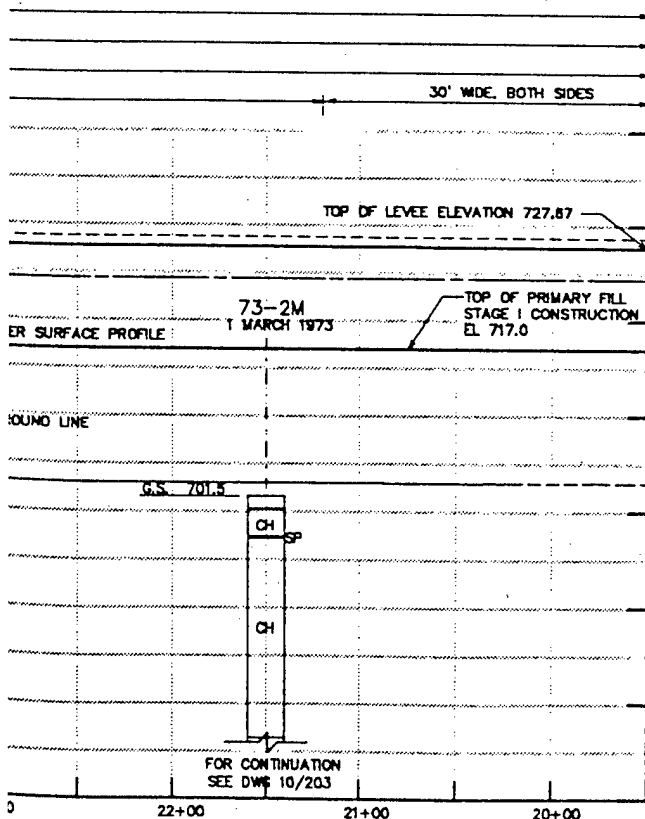 30' WIDE, BOTH SIDES
TOP OF LEVEE ELEVATION 727.67
73-2M
1 MARCH 1973
TOP OF PRIMARY FILL
STAGE I CONSTRUCTION
EL 717.0
ER SURFACE PROFILE
OUND LINE
G.S. 701.5
CH
SP
CH
FOR CONTINUATION
SEE DWG 10/203
0 22+00 21+00 20+00